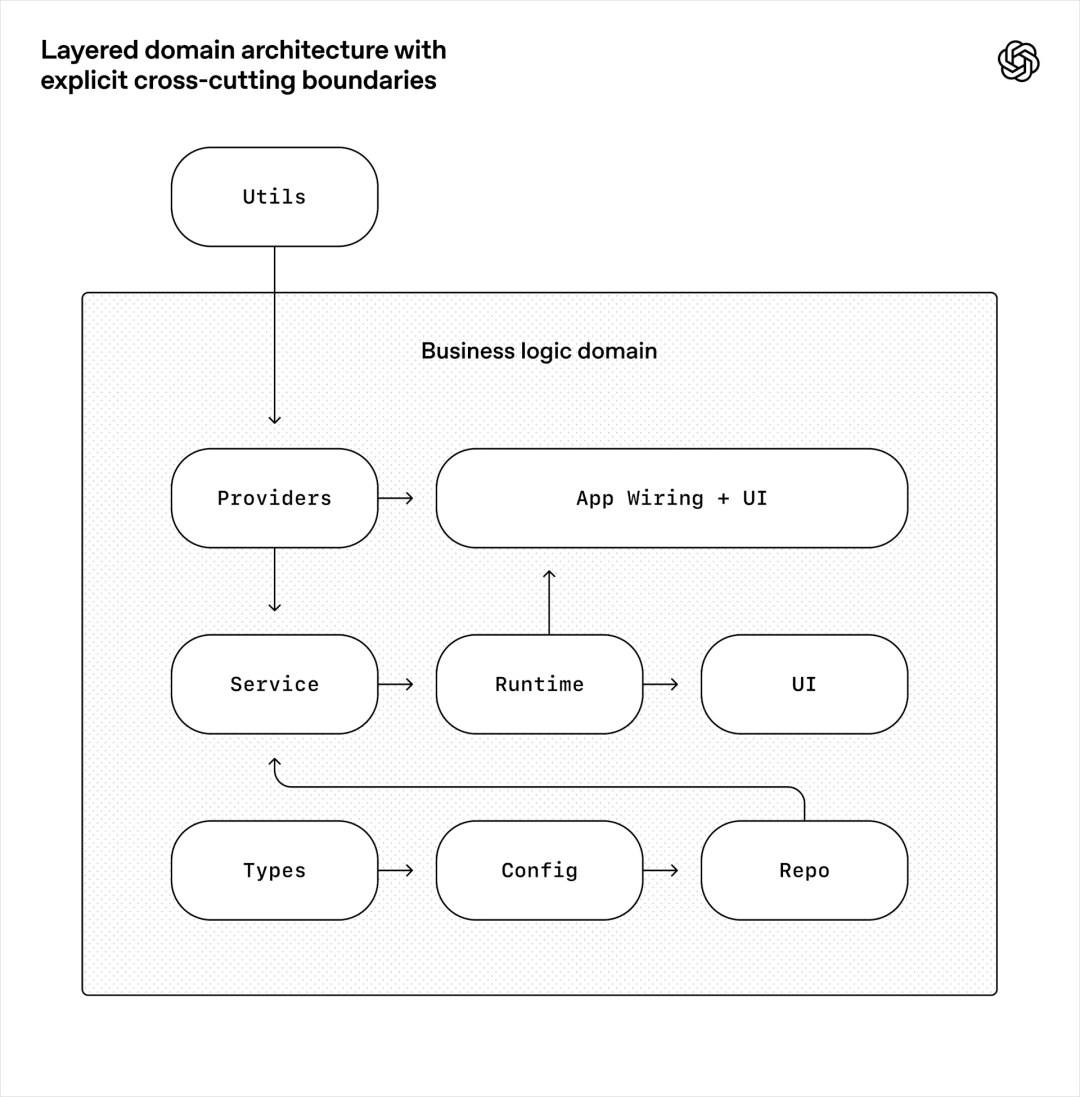 Layered domain architecture with
explicit cross-cutting boundaries
Utils
Business logic domain
Providers
App Wiring + UI
Service
Runtime
UI
Types
Config
Repo